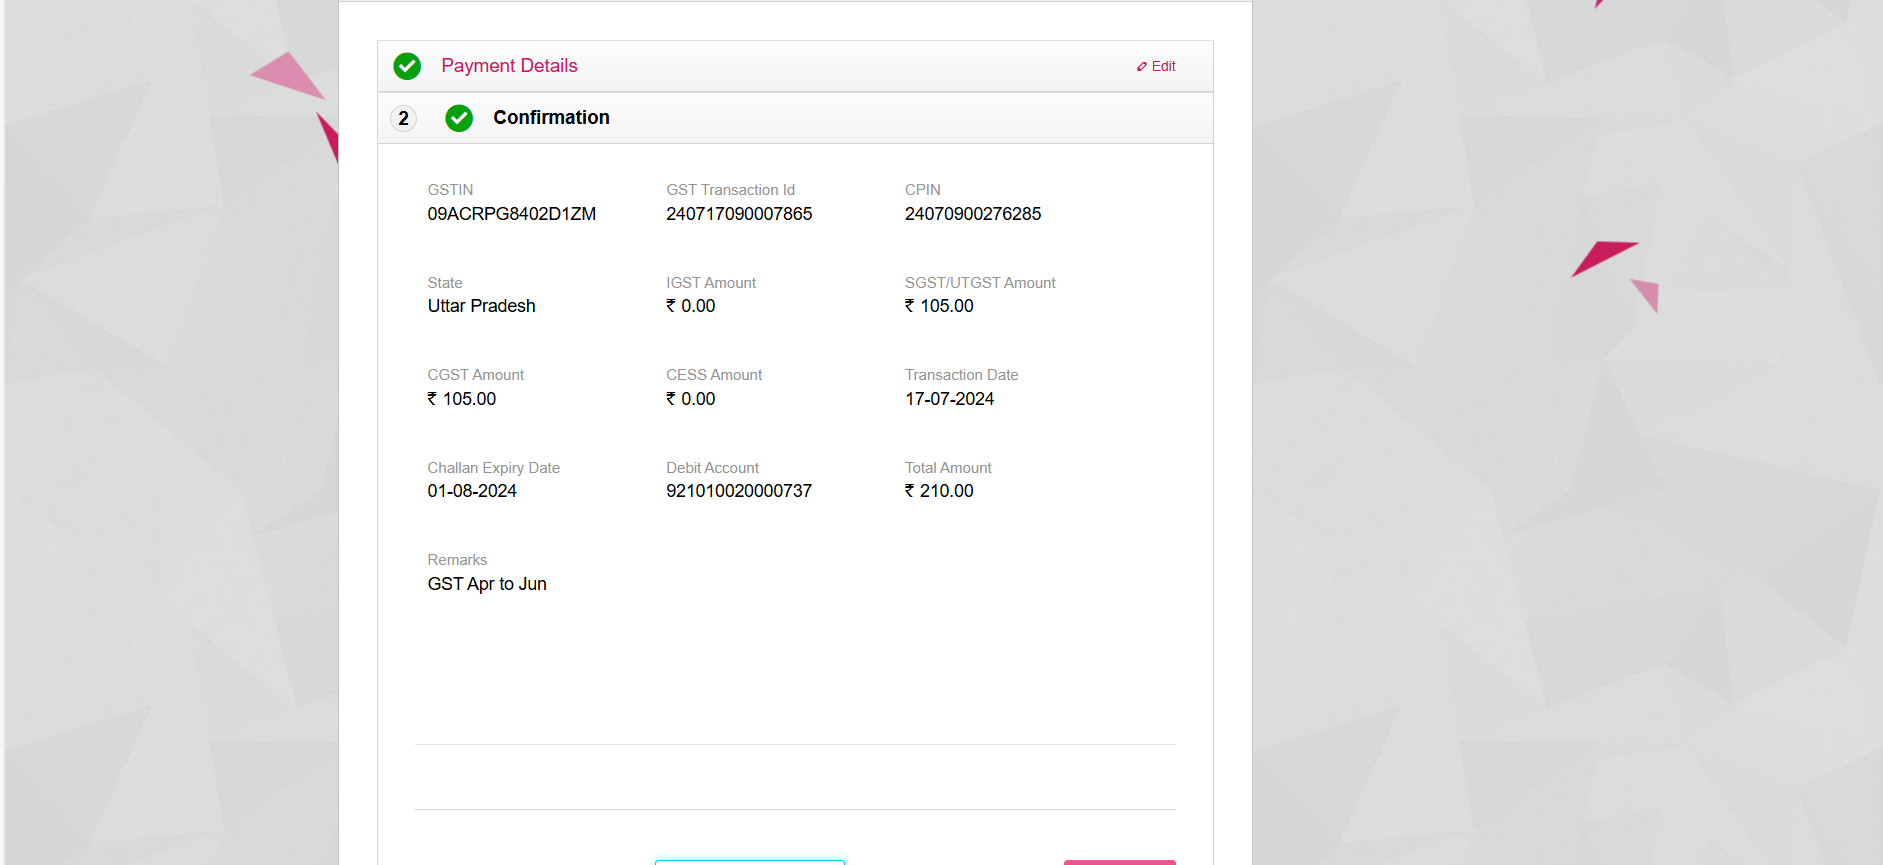 Payment Details
Edit
2 Confirmation
GSTIN GST Transaction Id CPIN
09ACRPG8402D1ZM 240717090007865 24070900276285
State IGST Amount SGST/UTGST Amount
Uttar Pradesh ₹ 0.00 ₹ 105.00
CGST Amount CESS Amount Transaction Date
₹ 105.00 ₹ 0.00 17-07-2024
Challan Expiry Date Debit Account Total Amount
01-08-2024 921010020000737 ₹ 210.00
Remarks
GST Apr to Jun